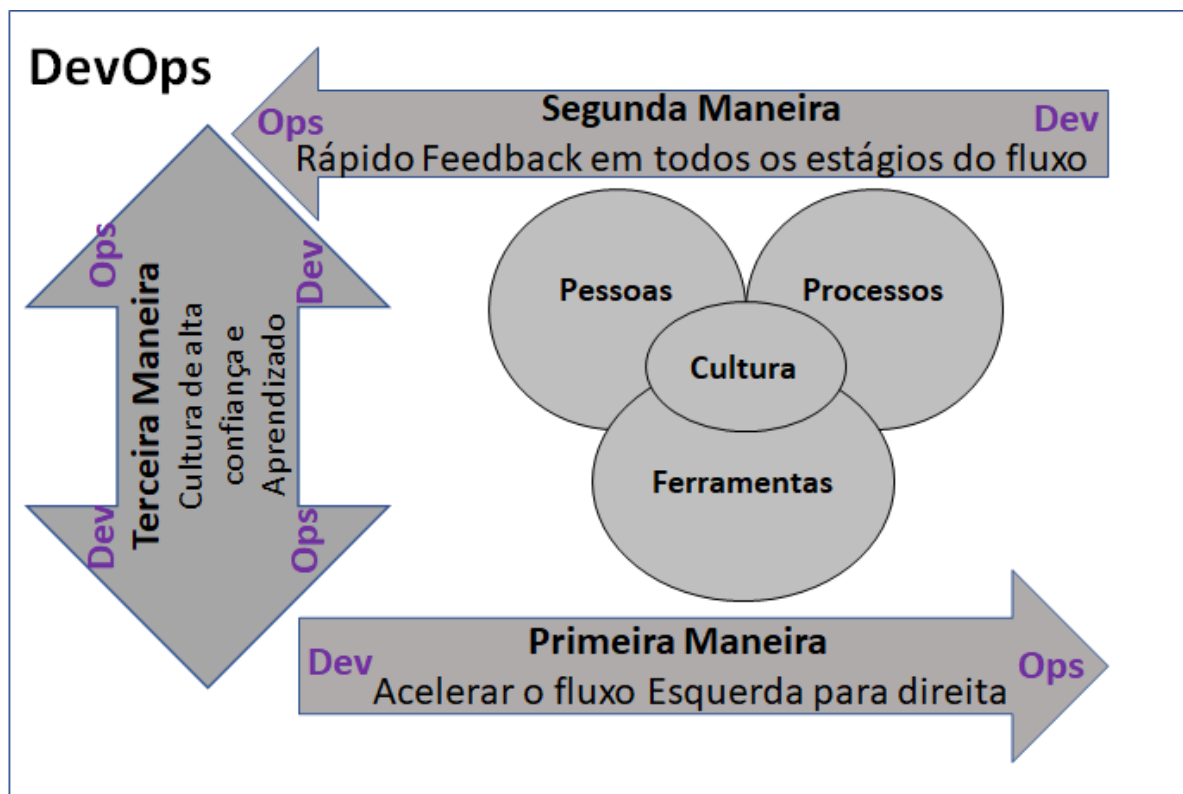 DevOps
Segunda Maneira
Ops
Dev
Rápido Feedback em todos os estágios do fluxo
Ops
Dev
Terceira Maneira
Cultura de alta
confiança e
Aprendizado
Dev
Ops
Pessoas
Processos
Cultura
Ferramentas
Primeira Maneira
Dev
Ops
Acelerar o fluxo Esquerda para direita